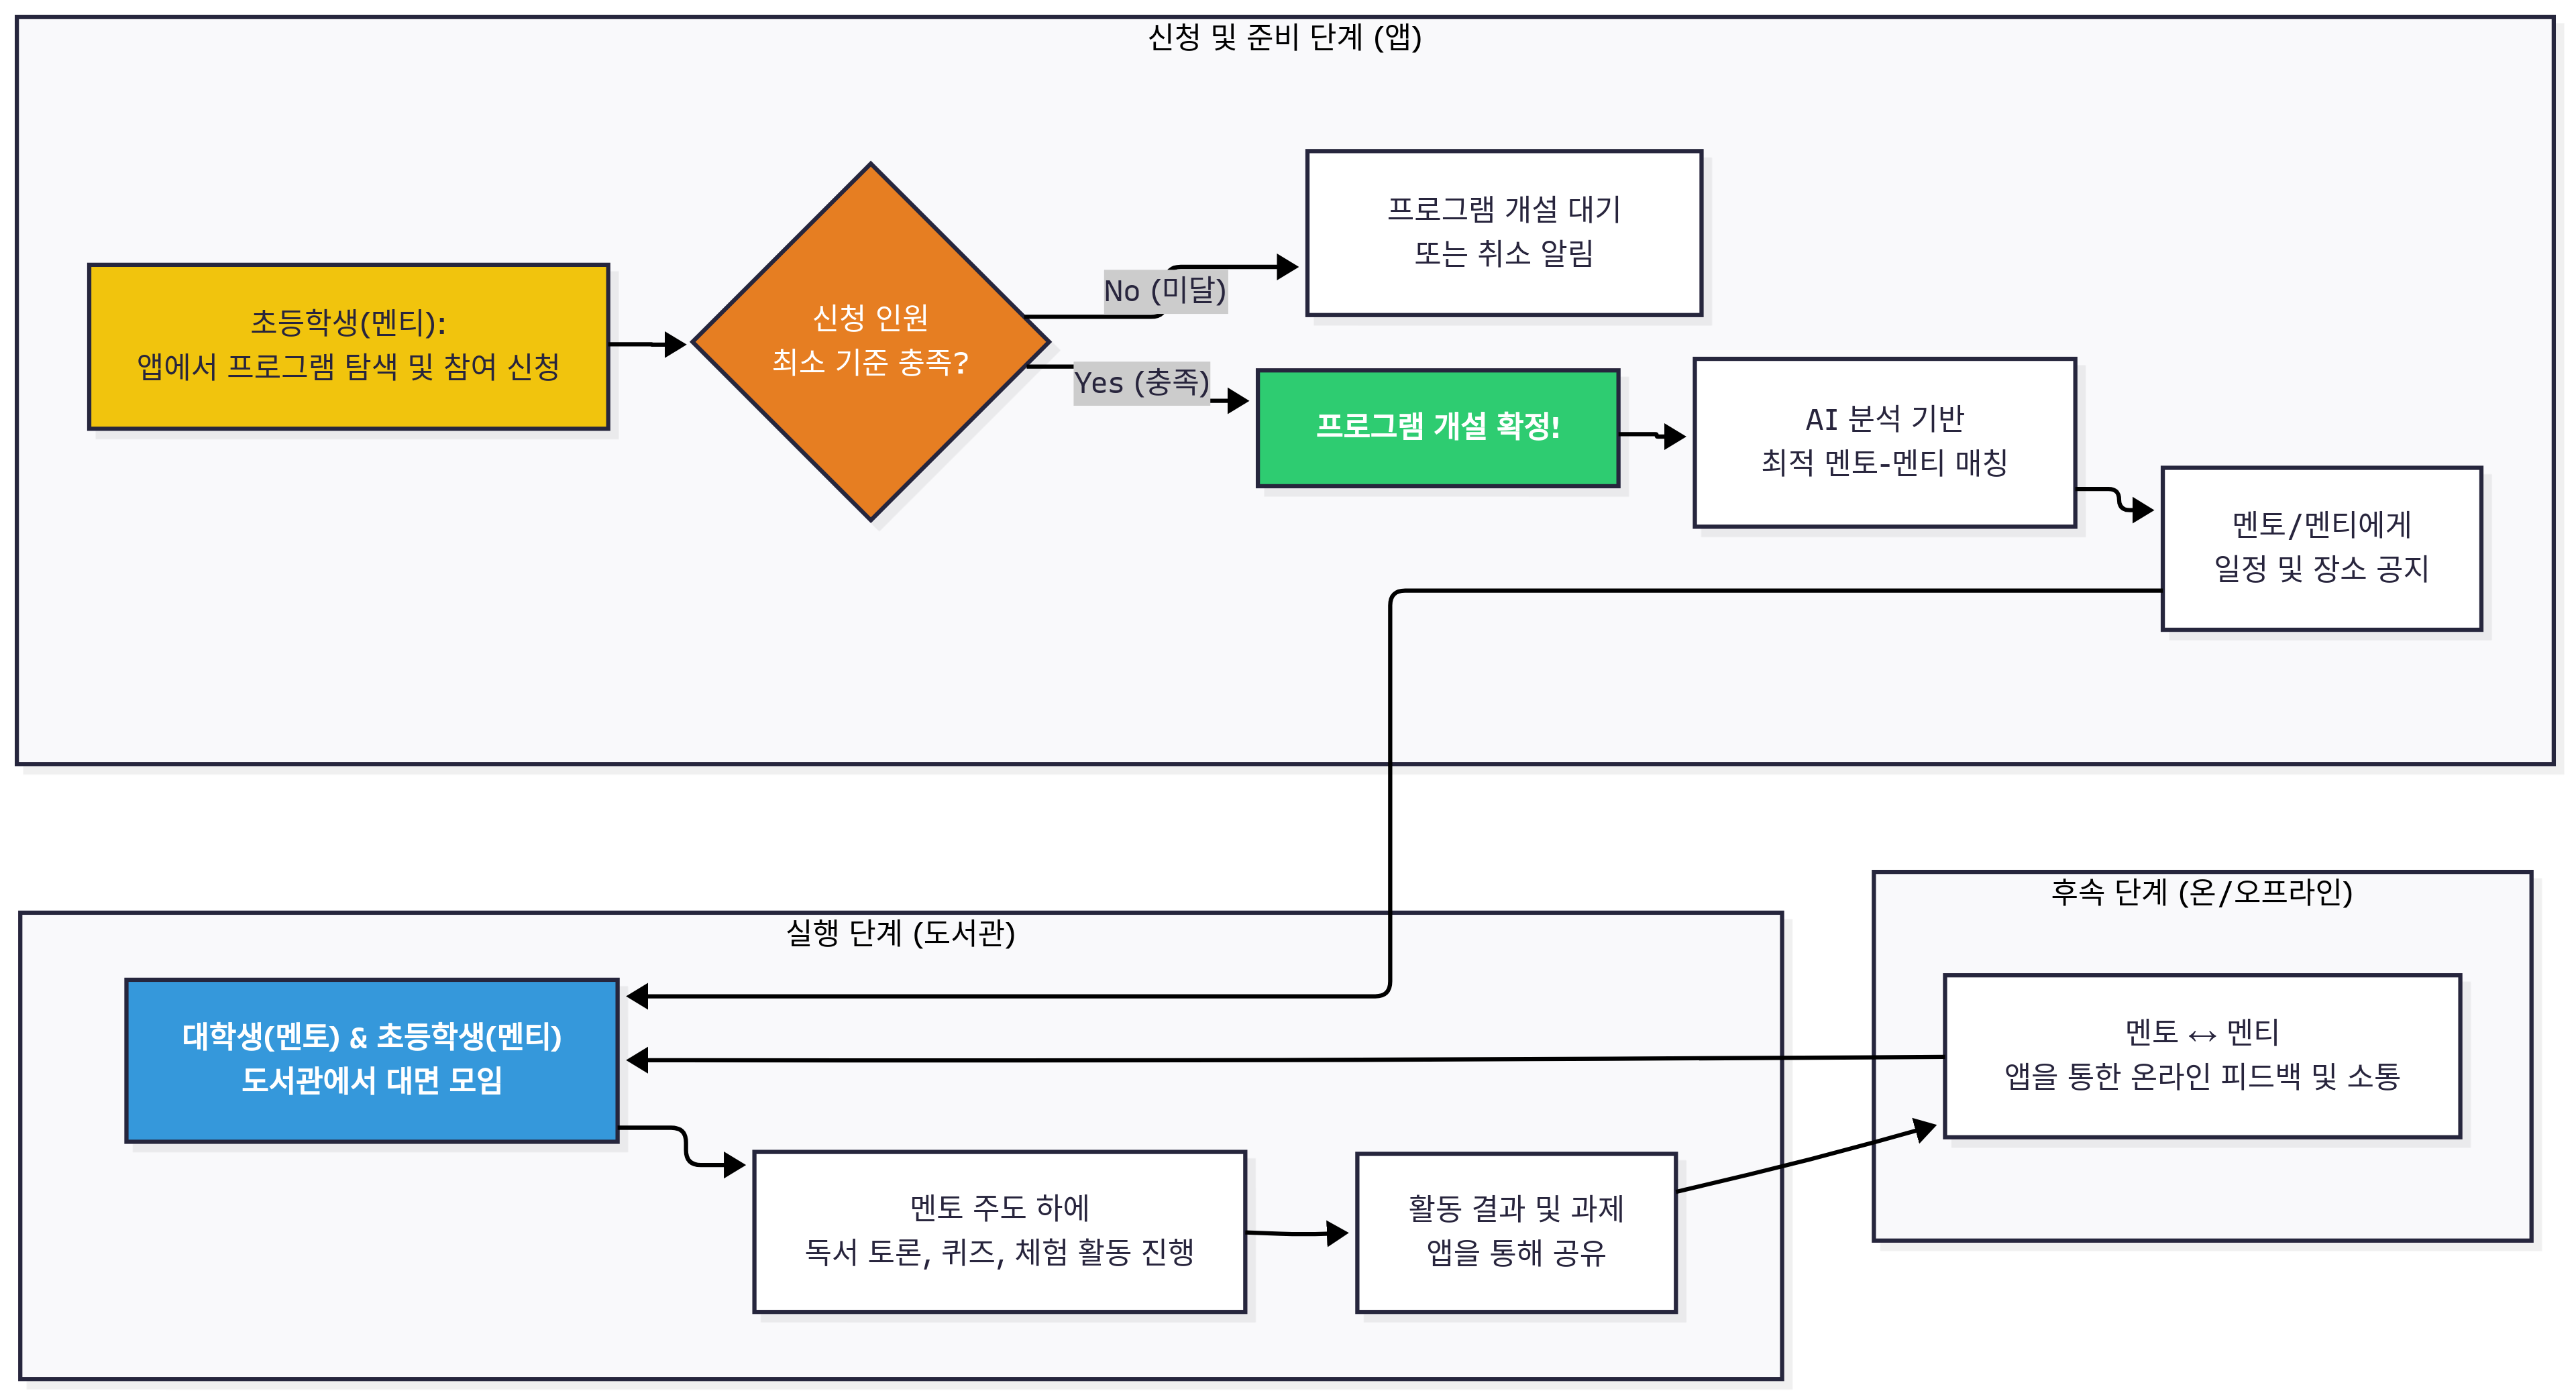 신청 및 준비 단계 (앱)
초등학생(멘티):
앱에서 프로그램 탐색 및 참여 신청
신청 인원
최소 기준 충족?
No (미달)
프로그램 개설 대기
또는 취소 알림
Yes (충족)
프로그램 개설 확정!
AI 분석 기반
최적 멘토-멘티 매칭
멘토/멘티에게
일정 및 장소 공지
실행 단계 (도서관)
대학생(멘토) & 초등학생(멘티)
도서관에서 대면 모임
멘토 주도 하에
독서 토론, 퀴즈, 체험 활동 진행
활동 결과 및 과제
앱을 통해 공유
후속 단계 (온/오프라인)
멘토 ↔ 멘티
앱을 통한 온라인 피드백 및 소통